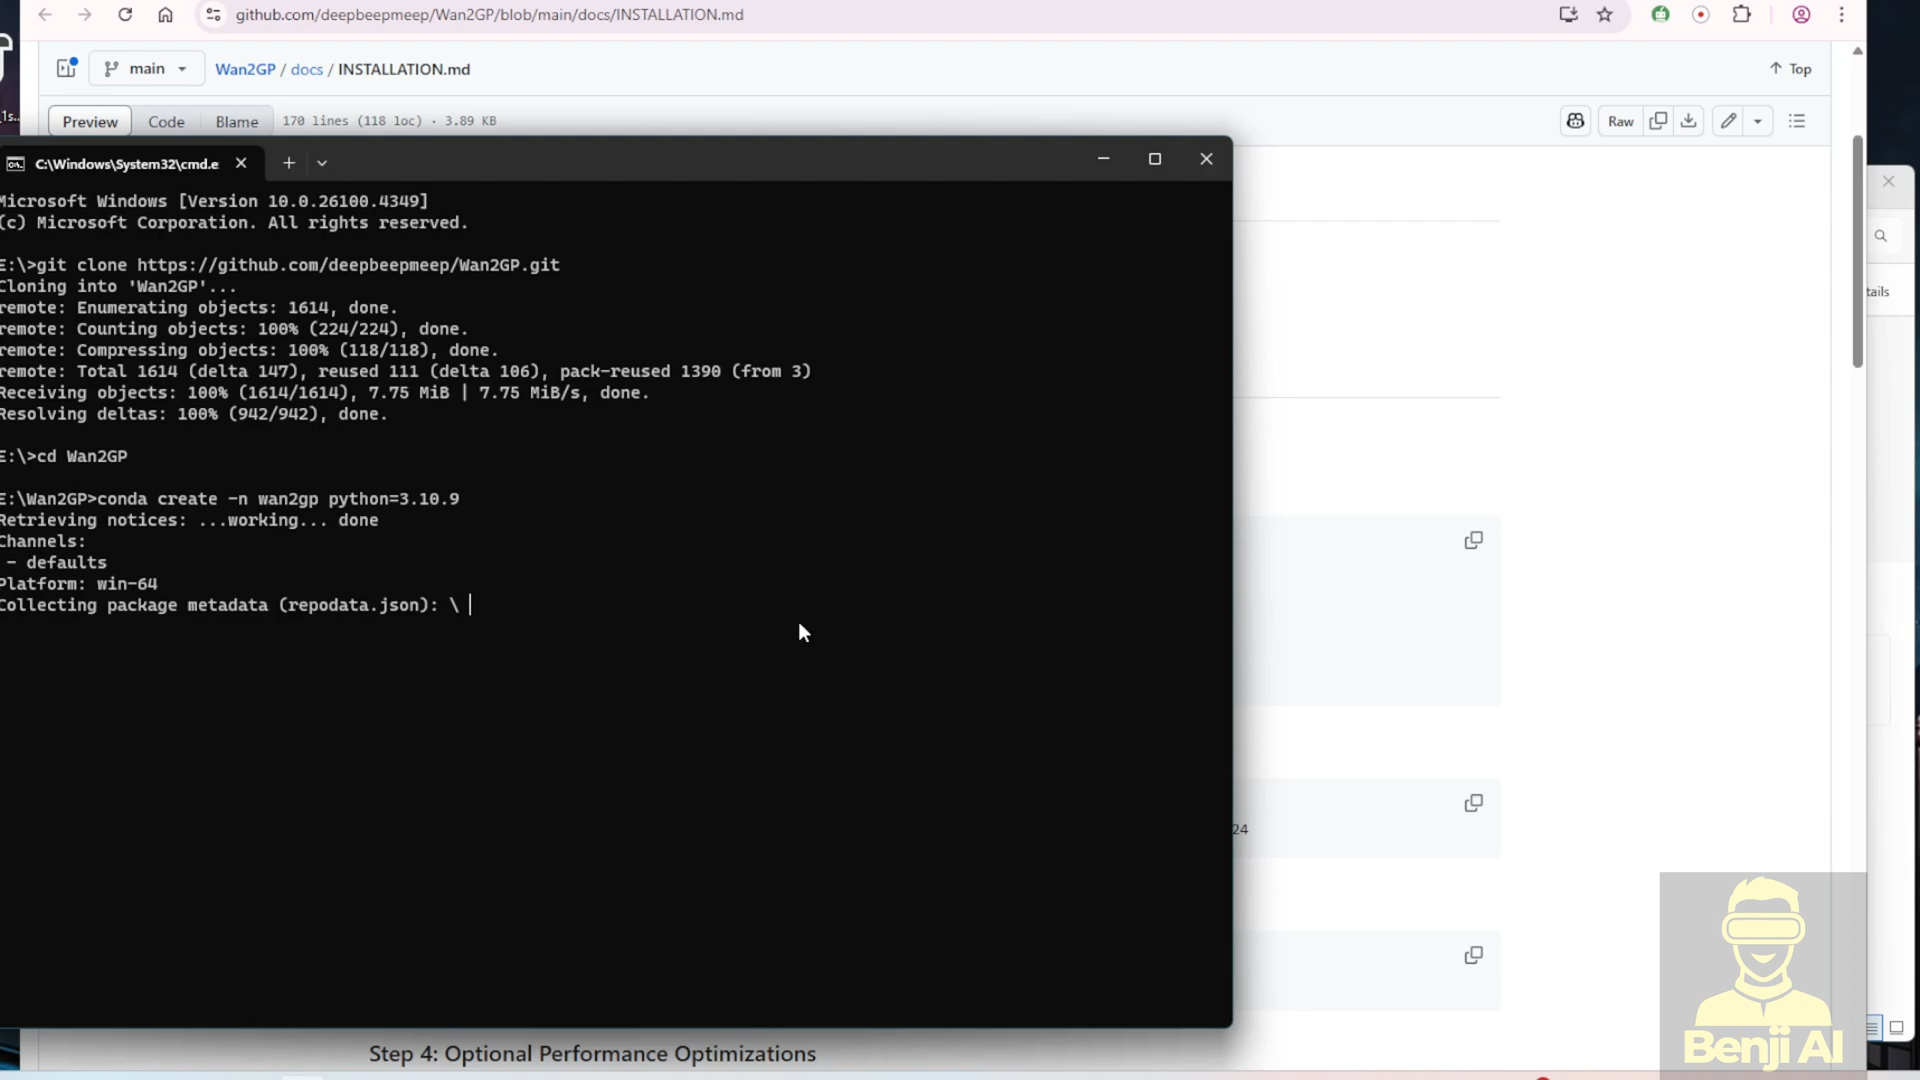 github.com/deepbeepmeep/Wan2GP/blob/main/docs/INSTALLATION.md
main
Wan2GP / docs / INSTALLATION.md
Top
Preview
Code
Blame
170 lines (118 loc) · 3.89 KB
Raw
C:\Windows\System32\cmd.e
Microsoft Windows [Version 10.0.26100.4349]
(c) Microsoft Corporation. All rights reserved.
E:\>git clone https://github.com/deepbeepmeep/Wan2GP.git
Cloning into 'Wan2GP'...
remote: Enumerating objects: 1614, done.
remote: Counting objects: 100% (224/224), done.
remote: Compressing objects: 100% (118/118), done.
remote: Total 1614 (delta 147), reused 111 (delta 106), pack-reused 1390 (from 3)
Receiving objects: 100% (1614/1614), 7.75 MiB | 7.75 MiB/s, done.
Resolving deltas: 100% (942/942), done.
E:\>cd Wan2GP
E:\Wan2GP>conda create -n wan2gp python=3.10.9
Retrieving notices: ...working... done
Channels:
- defaults
Platform: win-64
Collecting package metadata (repodata.json): \
tails
24
Step 4: Optional Performance Optimizations
Benji AI